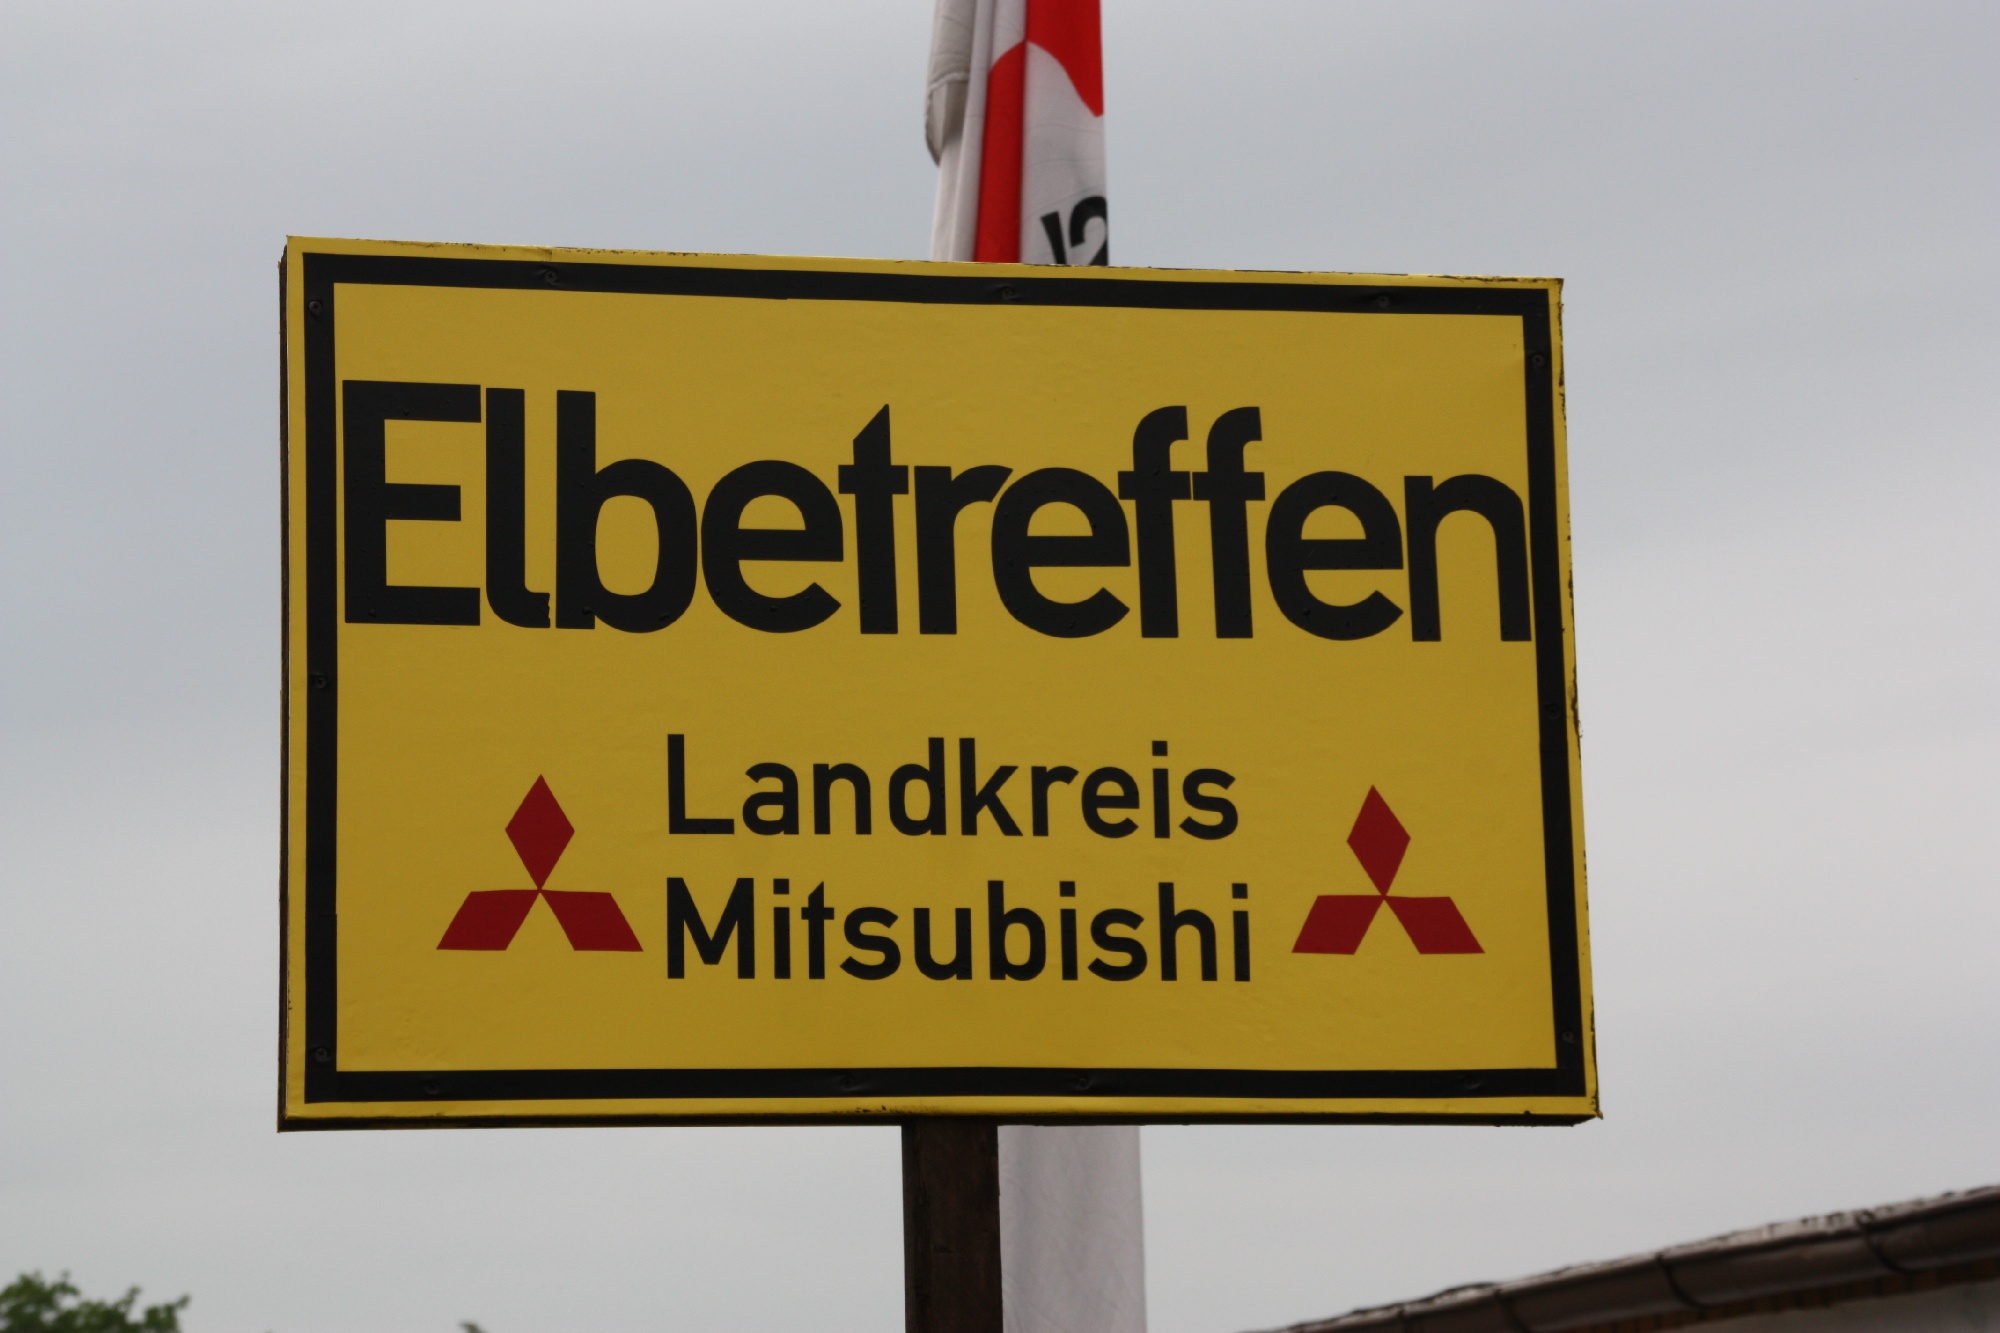 Elbetreffen
Landkreis
Mitsubishi